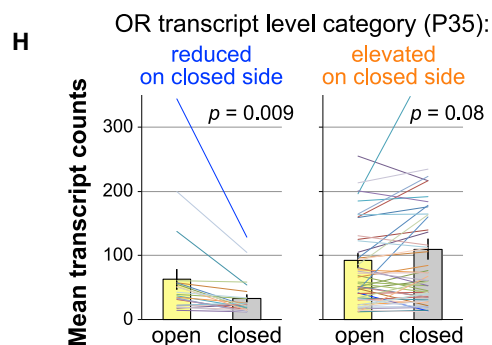 H
OR transcript level category (P35):
reduced on closed side
elevated on closed side
p = 0.009
p = 0.08
Mean transcript counts
300
200
100
0
open closed
open closed